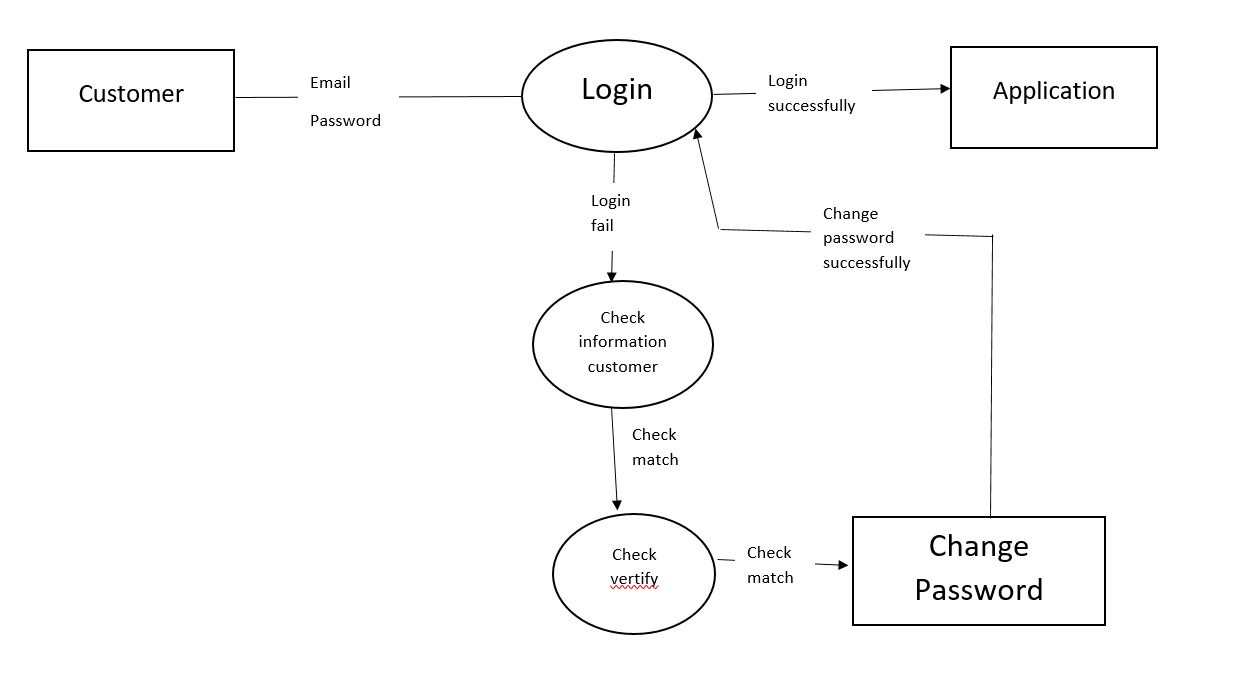 Customer
Email
Password
Login
Login
successfully
Application
Login
fail
Change
password
successfully
Check
information
customer
Check
match
Check
vertify
Check
match
Change
Password